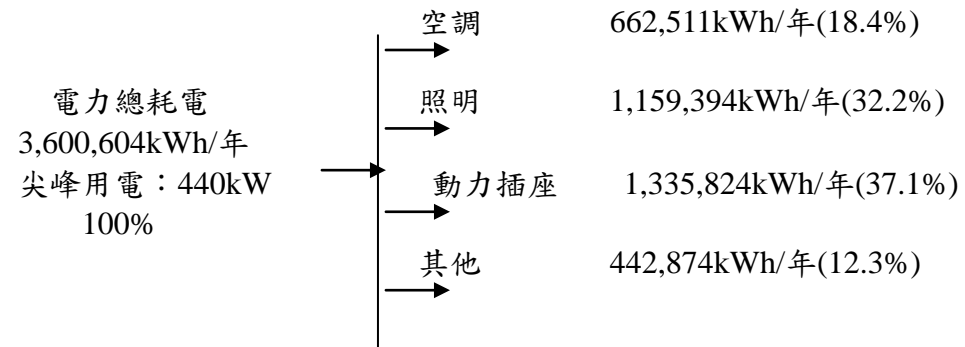 空調 662,511kWh/年(18.4%)
電力總耗電
照明 1,159,394kWh/年(32.2%)
3,600,604kWh/年
尖峰用電：440kW
動力插座 1,335,824kWh/年(37.1%)
100%
其他 442,874kWh/年(12.3%)